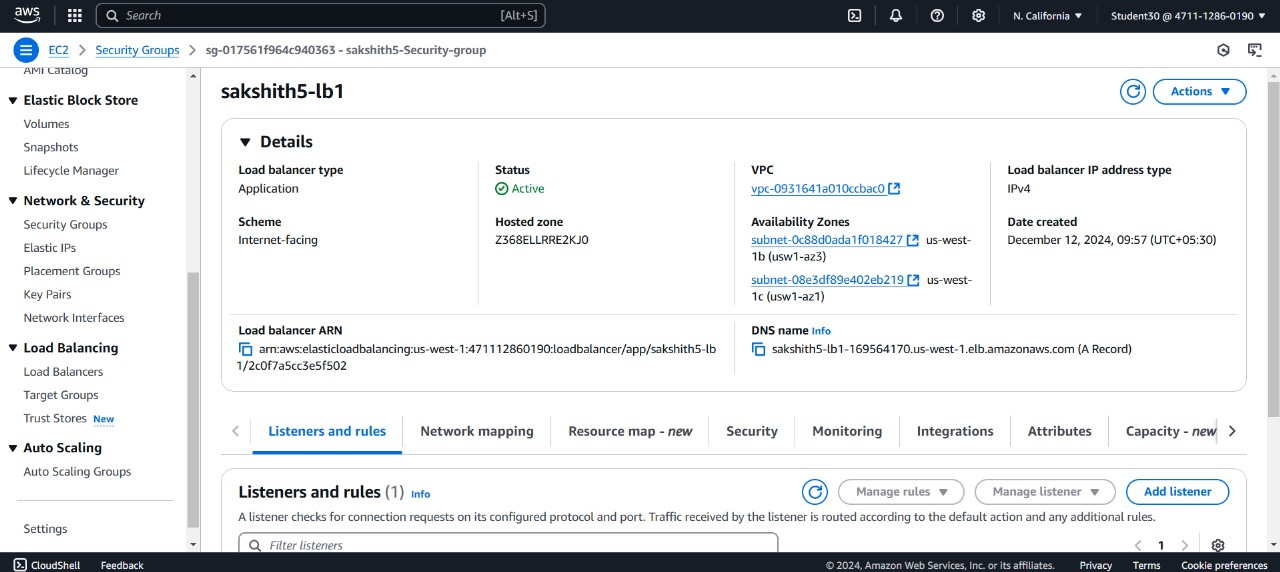 aws
Search
[Alt+S]
N. California
Student30 @ 4711-1286-0190
EC2
Security Groups
sg-017561f964c940363 - sakshith5-Security-group
AMI Catalog
Elastic Block Store
Volumes
Snapshots
Lifecycle Manager
Network & Security
Security Groups
Elastic IPs
Placement Groups
Key Pairs
Network Interfaces
Load Balancing
Load Balancers
Target Groups
Trust Stores New
Auto Scaling
Auto Scaling Groups
Settings
sakshith5-lb1
Actions
Details
Load balancer type
Application
Status
Active
VPC
vpc-0931641a010ccbac0
Load balancer IP address type
IPv4
Scheme
Internet-facing
Hosted zone
Z368ELLRRE2KJ0
Availability Zones
subnet-0c88d0ada1f018427 us-west-
1b (usw1-az3)
subnet-08e3df89e402eb219 us-west-
1c (usw1-az1)
Date created
December 12, 2024, 09:57 (UTC+05:30)
Load balancer ARN
arn:aws:elasticloadbalancing:us-west-1:471112860190:loadbalancer/app/sakshith5-lb
1/2c0f7a5cc3e5f502
DNS name Info
sakshith5-lb1-169564170.us-west-1.elb.amazonaws.com (A Record)
Listeners and rules
Network mapping
Resource map - new
Security
Monitoring
Integrations
Attributes
Capacity - new
Listeners and rules (1) Info
Manage rules
Manage listener
Add listener
A listener checks for connection requests on its configured protocol and port. Traffic received by the listener is routed according to the default action and any additional rules.
Filter listeners
1
CloudShell
Feedback
© 2024, Amazon Web Services, Inc. or its affiliates.
Privacy
Terms
Cookie preferences